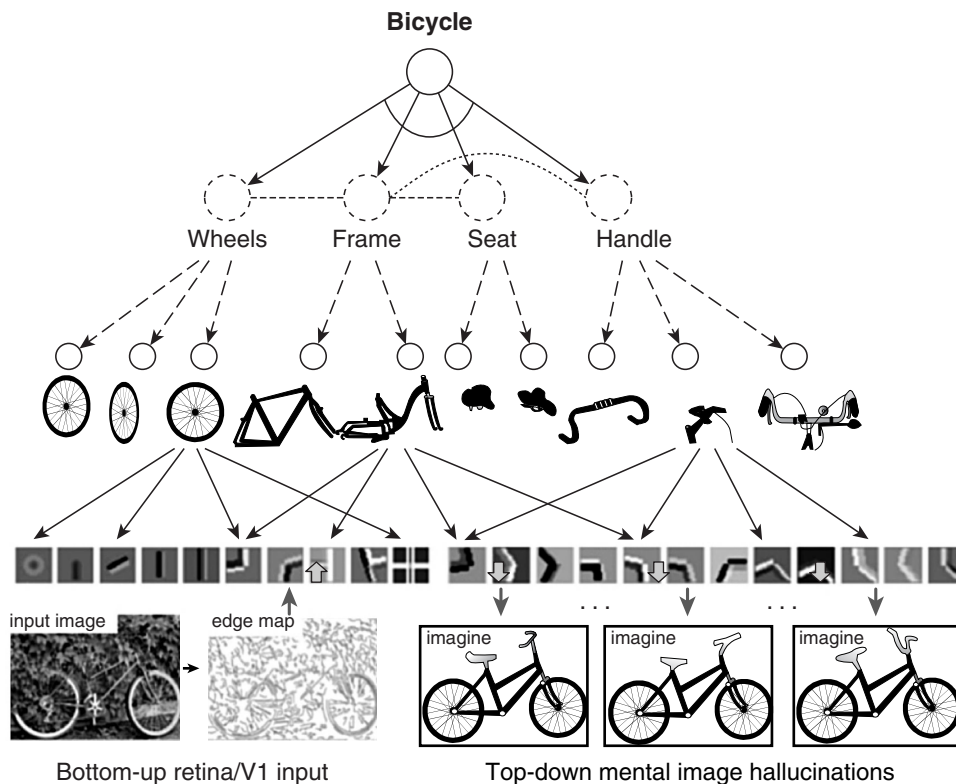 Bicycle
Wheels Frame Seat Handle
input image
edge map
. . .
. . .
imagine
imagine
imagine
Bottom-up retina/V1 input
Top-down mental image hallucinations